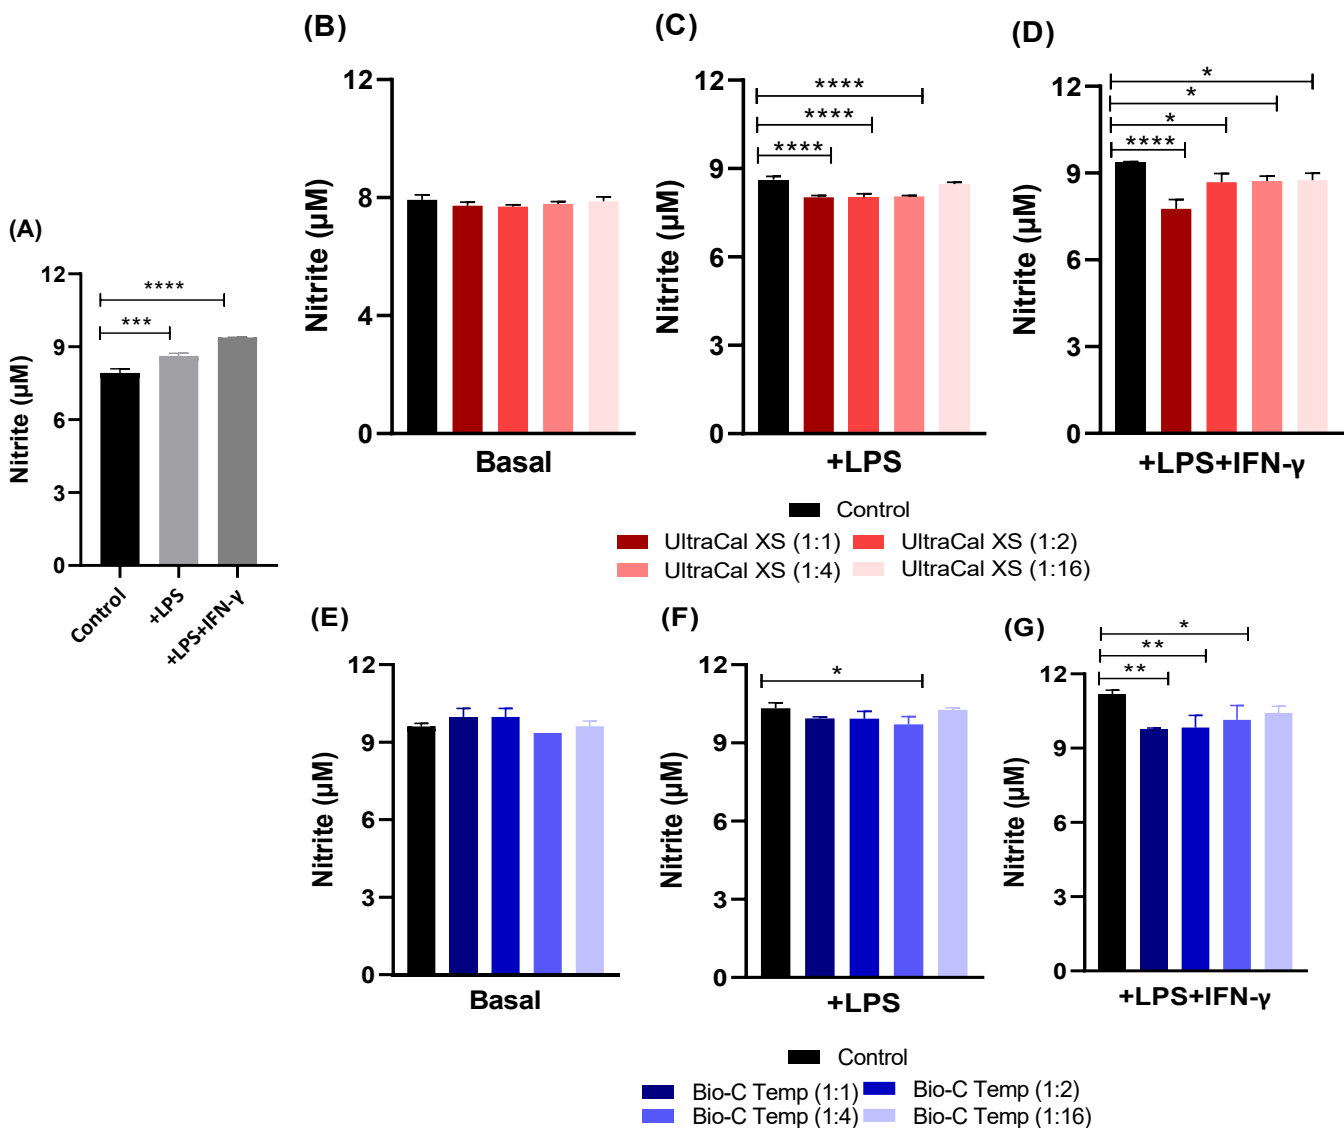 (A)
Nitrite (µM)
12
9
6
3
0
****
***
Control
+LPS
+LPS+IFN-γ
(B)
Nitrite (µM)
12
8
4
0
Basal
(C)
Nitrite (µM)
12
9
6
3
0
****
****
****
+LPS
(D)
Nitrite (µM)
12
9
6
3
0
*
*
*
****
+LPS+IFN-γ
Control
UltraCal XS (1:1) UltraCal XS (1:2)
UltraCal XS (1:4) UltraCal XS (1:16)
(E)
Nitrite (µM)
12
9
6
3
0
Basal
(F)
Nitrite (µM)
12
9
6
3
0
*
+LPS
(G)
Nitrite (µM)
12
9
6
3
0
*
**
**
+LPS+IFN-γ
Control
Bio-C Temp (1:1) Bio-C Temp (1:2)
Bio-C Temp (1:4) Bio-C Temp (1:16)